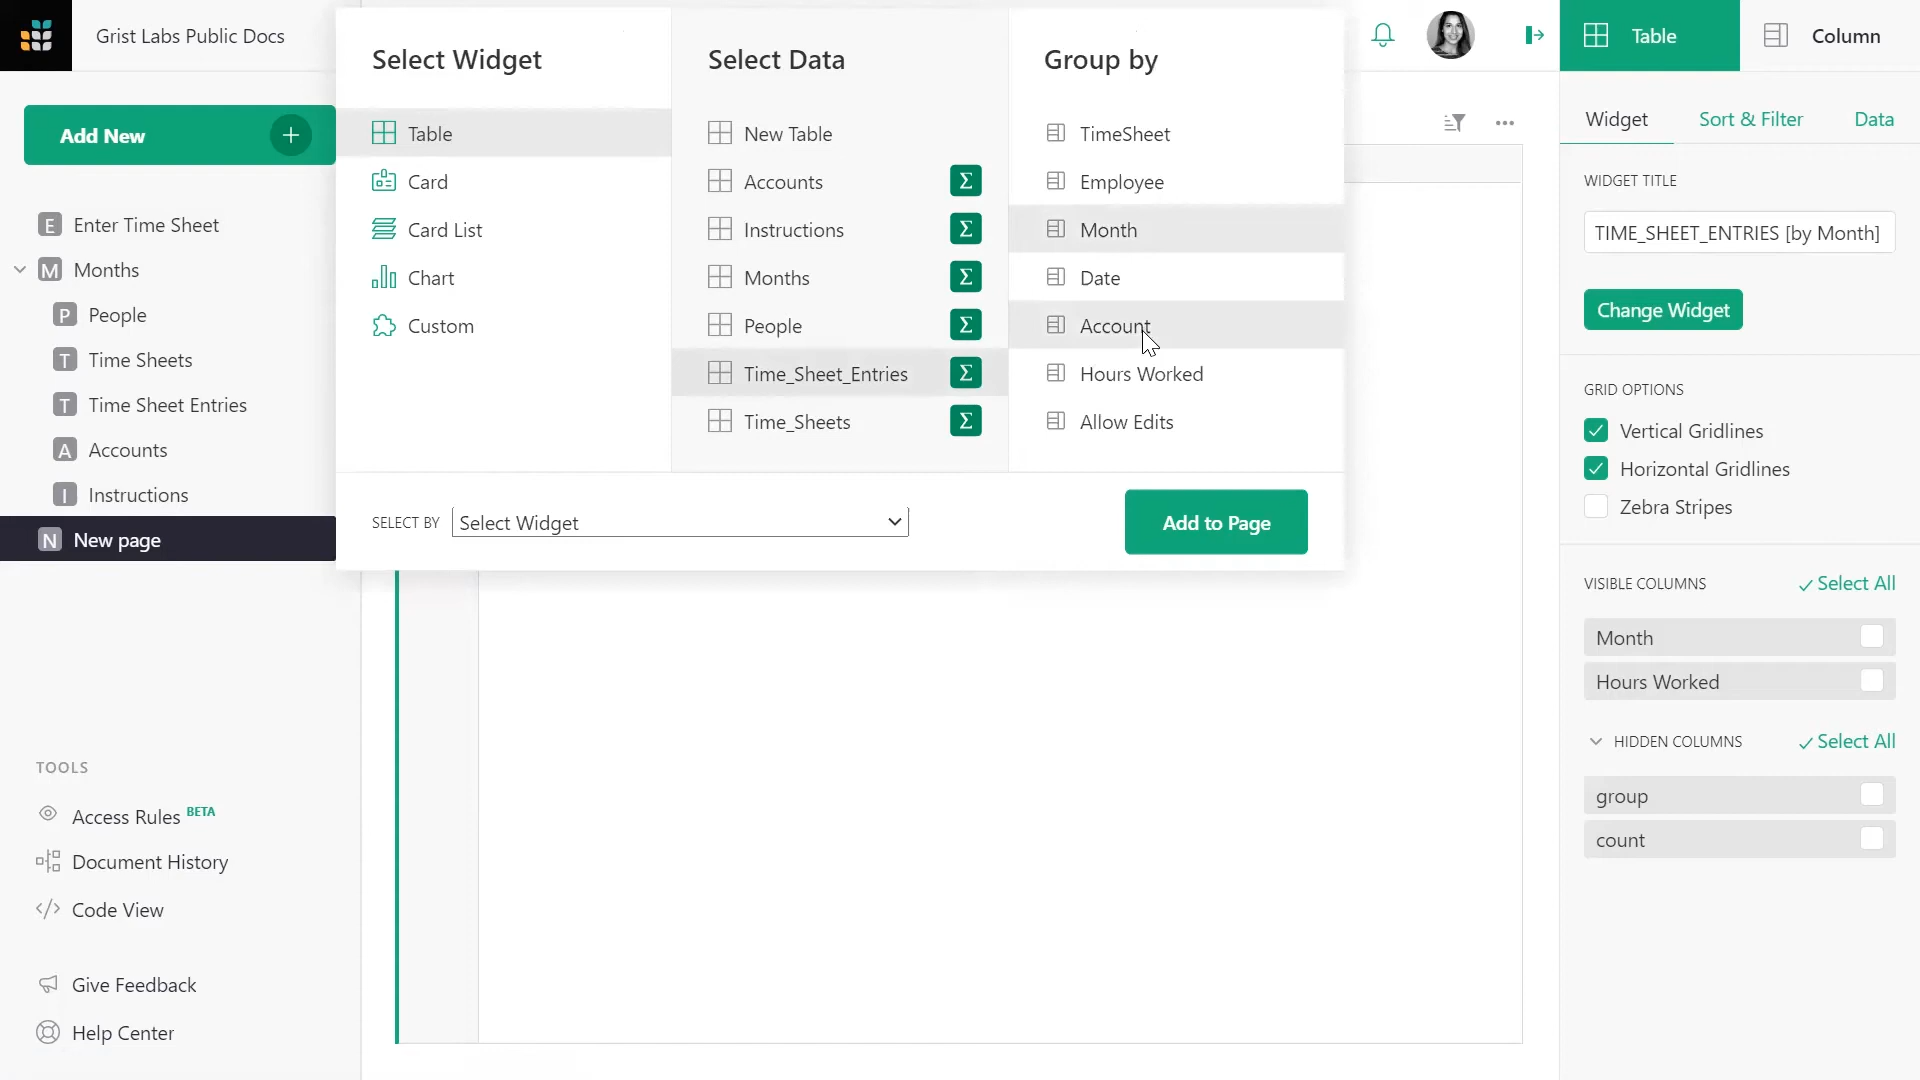 Grist Labs Public Docs
Add New
E Enter Time Sheet
M Months
P People
T Time Sheets
T Time Sheet Entries
A Accounts
I Instructions
N New page
TOOLS
Access Rules BETA
Document History
Code View
Give Feedback
Help Center
Select Widget
Table
Card
Card List
Chart
Custom
Select Data
New Table
Accounts Σ
Instructions Σ
Months Σ
People Σ
Time_Sheet_Entries Σ
Time_Sheets Σ
Group by
TimeSheet
Employee
Month
Date
Account
Hours Worked
Allow Edits
SELECT BY Select Widget
Add to Page
Table Column
Widget Sort & Filter Data
WIDGET TITLE
TIME_SHEET_ENTRIES [by Month]
Change Widget
GRID OPTIONS
Vertical Gridlines
Horizontal Gridlines
Zebra Stripes
VISIBLE COLUMNS Select All
Month
Hours Worked
HIDDEN COLUMNS Select All
group
count